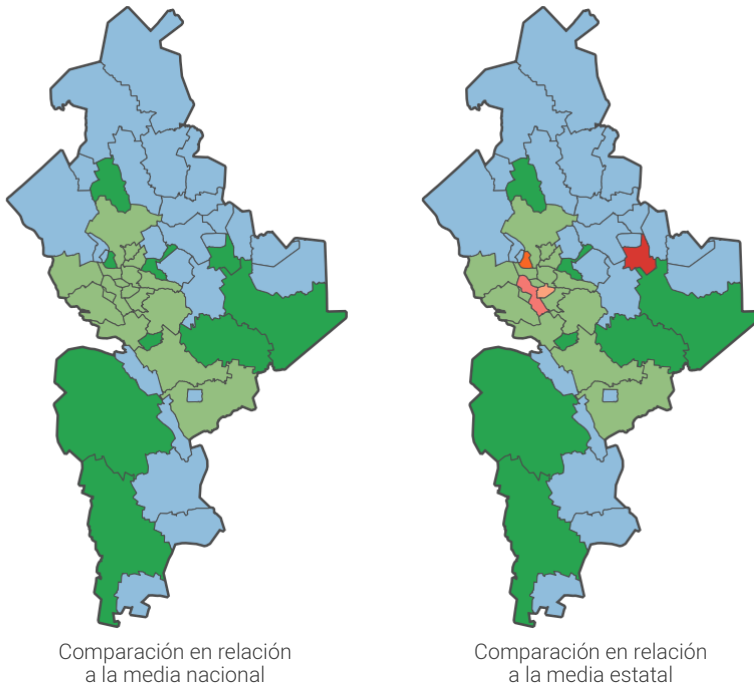 Comparación en relación
a la media nacional
Comparación en relación
a la media estatal